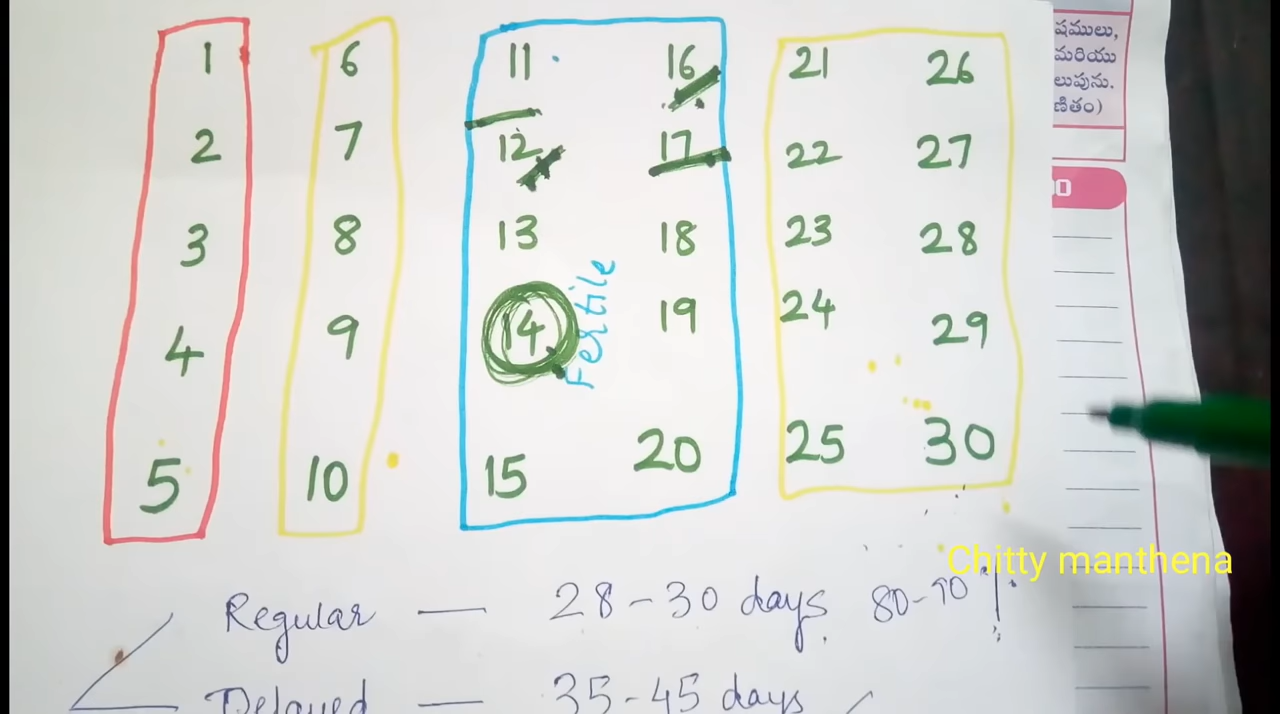 1 6 11 16 21 26
2 7 12 17 22 27
3 8 13 18 23 28
4 9 14 19 24 29
5 10 15 20 25 30
Fertile
షములు,
మరియు
లుపును.
ణితం)
Chitty manthena
Regular — 28-30 days
Delayed — 35-45 days